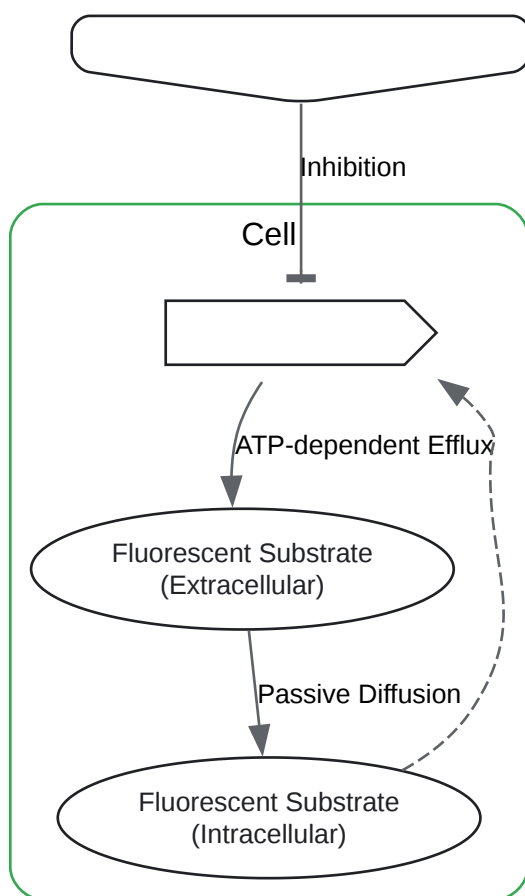 Inhibition
Cell
ATP-dependent Efflux
Fluorescent Substrate
(Extracellular)
Passive Diffusion
Fluorescent Substrate
(Intracellular)